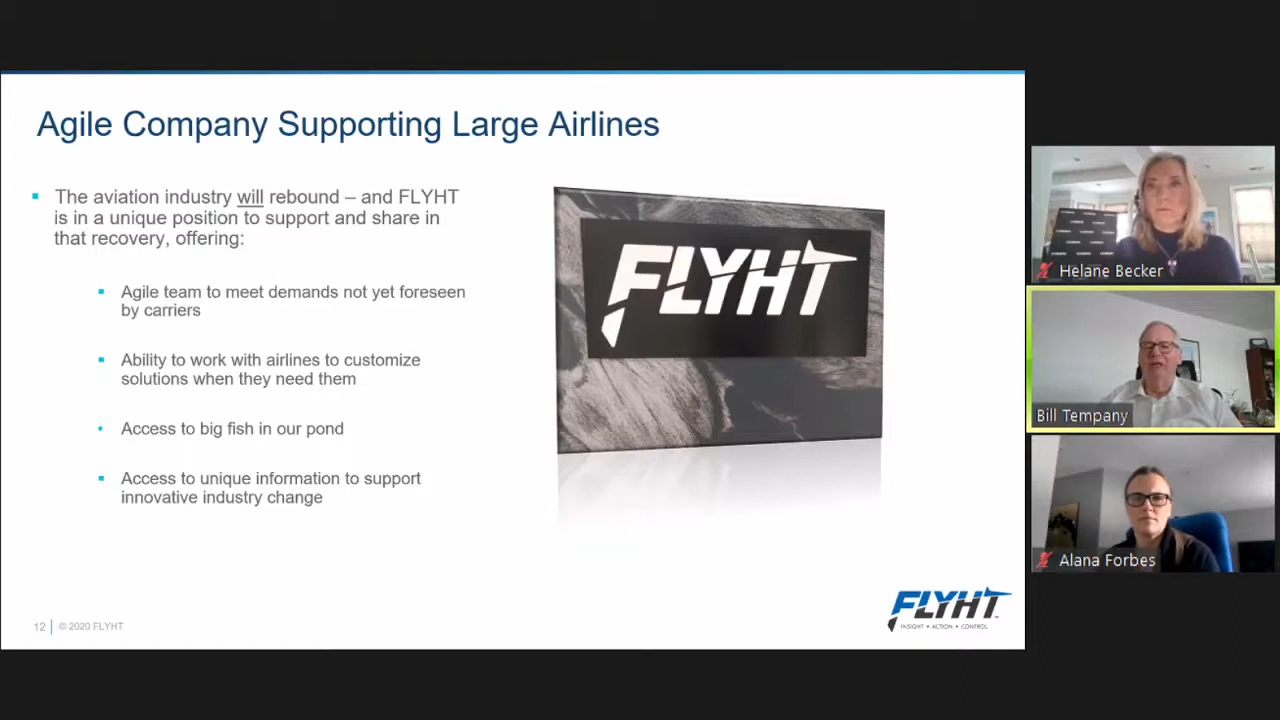 Agile Company Supporting Large Airlines
The aviation industry will rebound – and FLYHT
is in a unique position to support and share in
that recovery, offering:
Agile team to meet demands not yet foreseen
by carriers
Ability to work with airlines to customize
solutions when they need them
Access to big fish in our pond
Access to unique information to support
innovative industry change
FLYHT
12 © 2020 FLYHT
FLYHT
INSIGHT • ACTION • CONTROL
Helane Becker
Bill Tempany
Alana Forbes